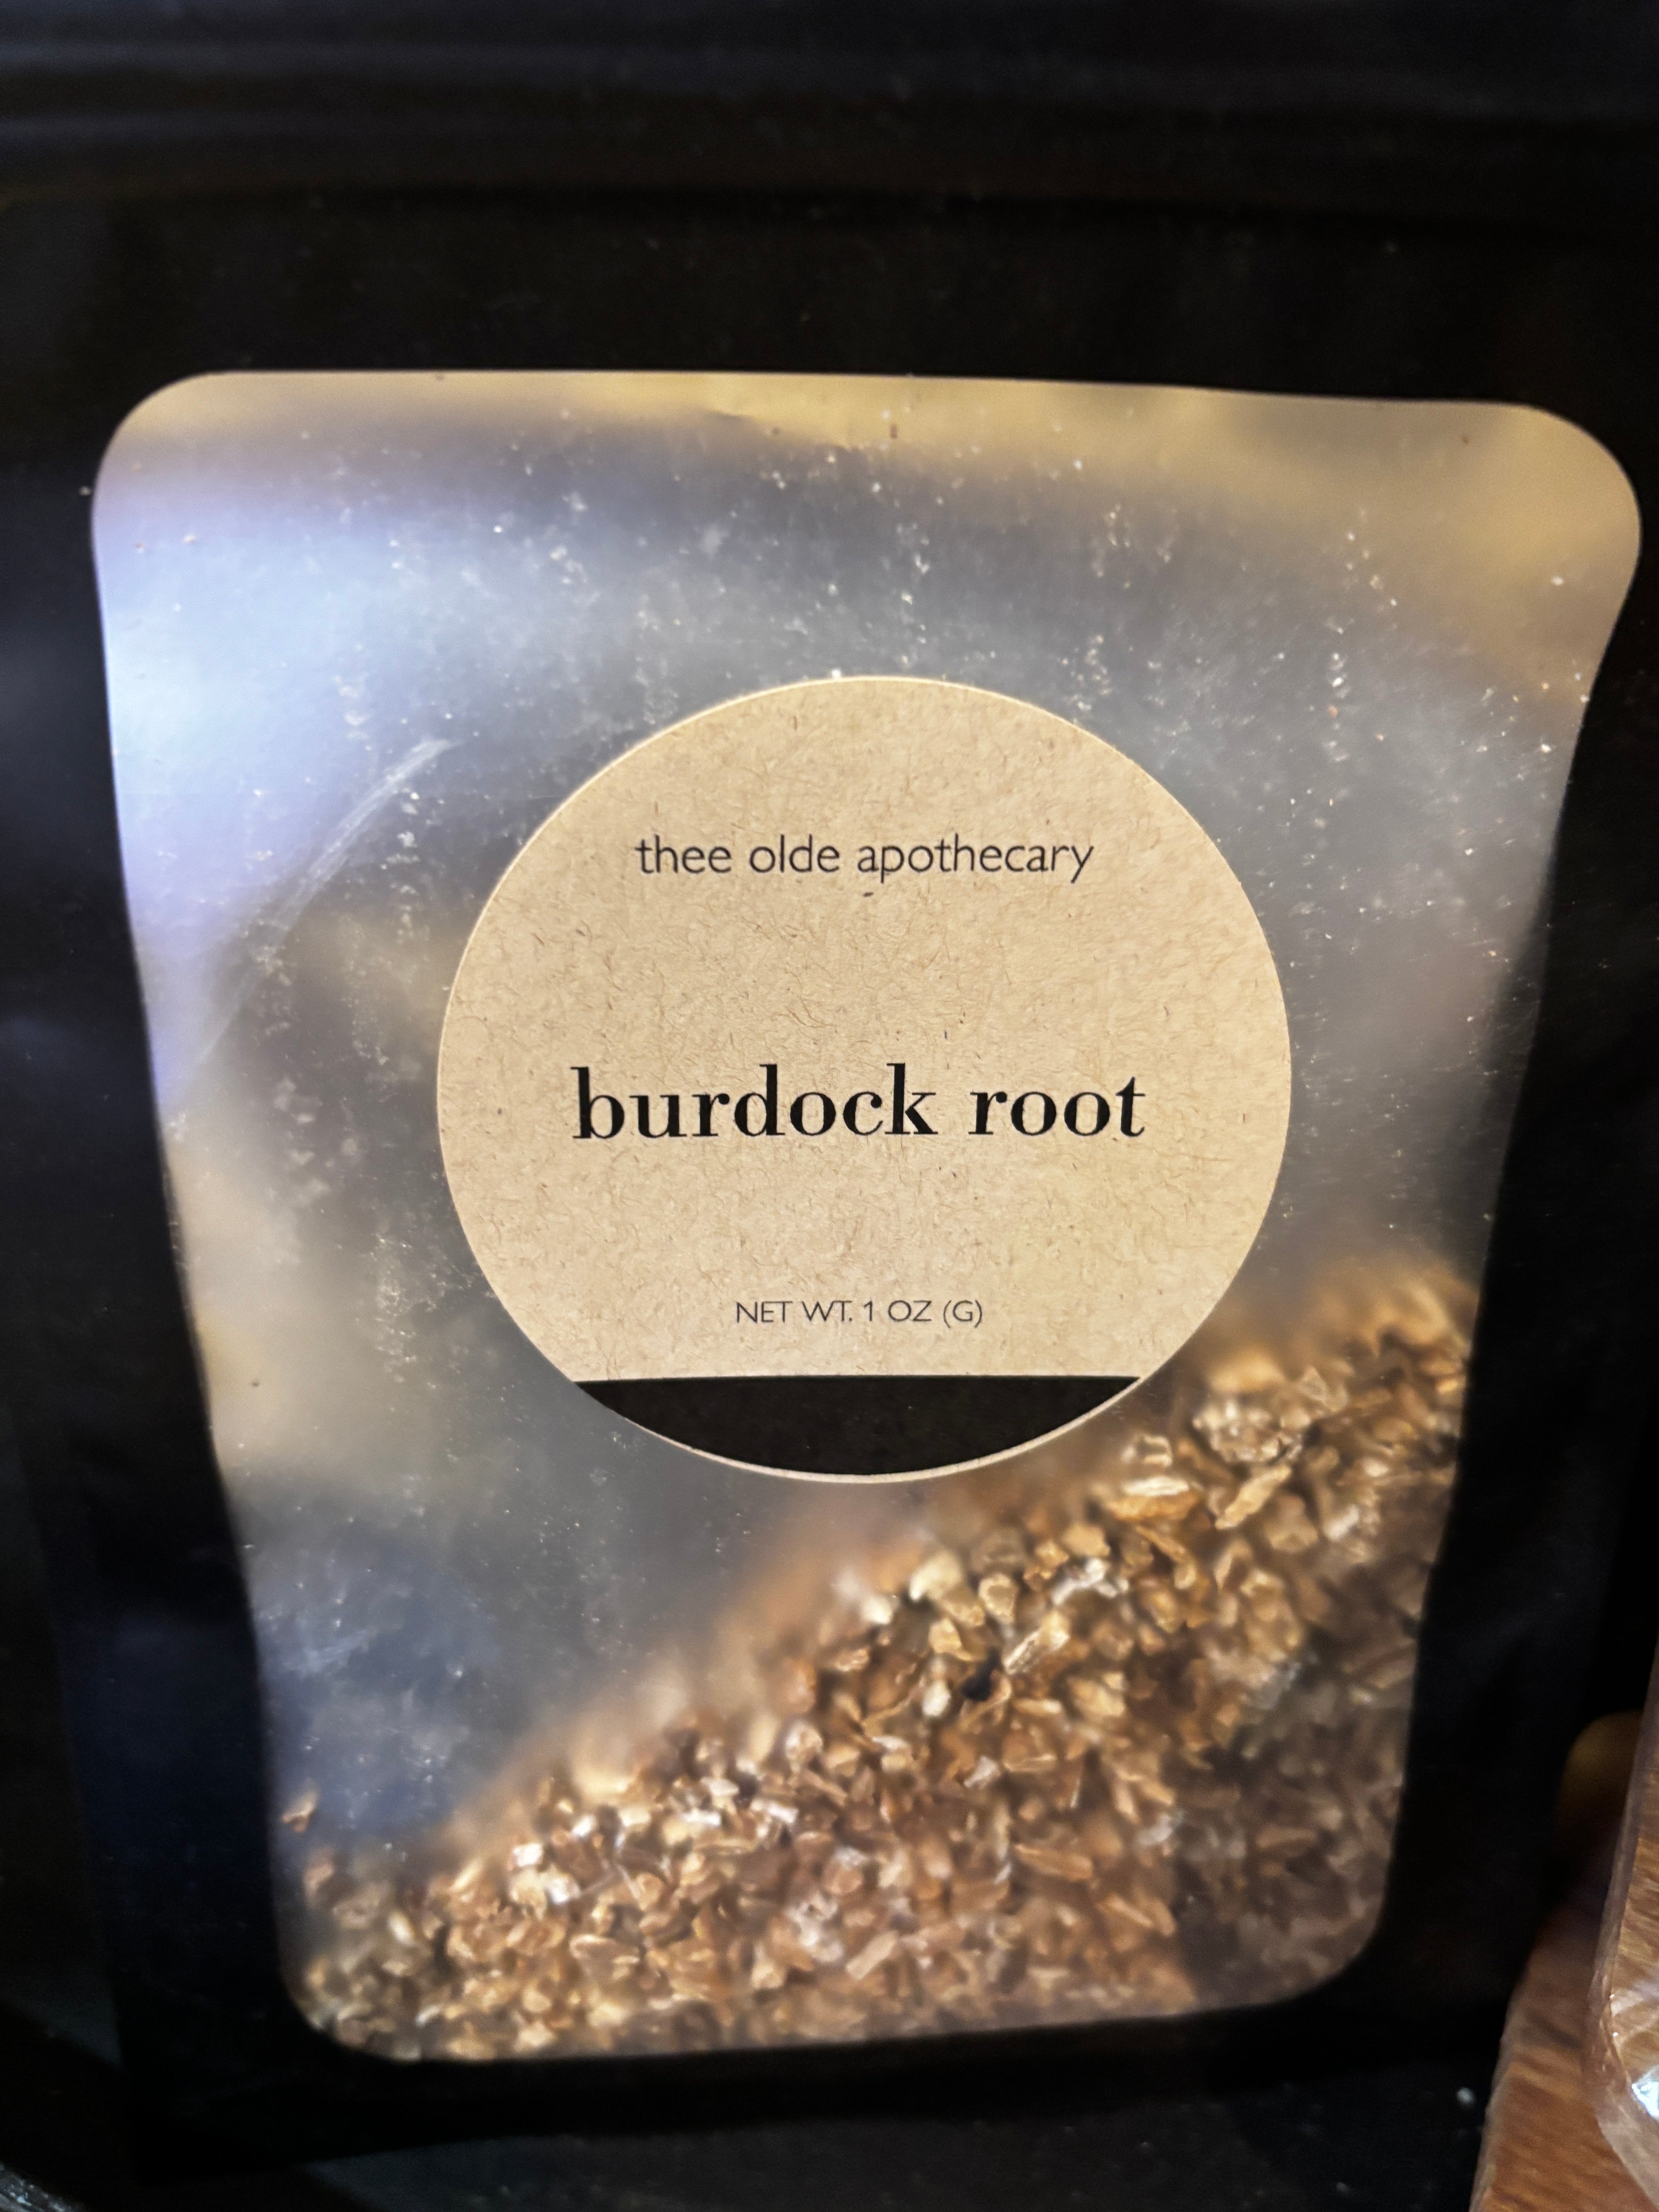 thee olde apothecary
burdock root
NET WT. 1 OZ (G)